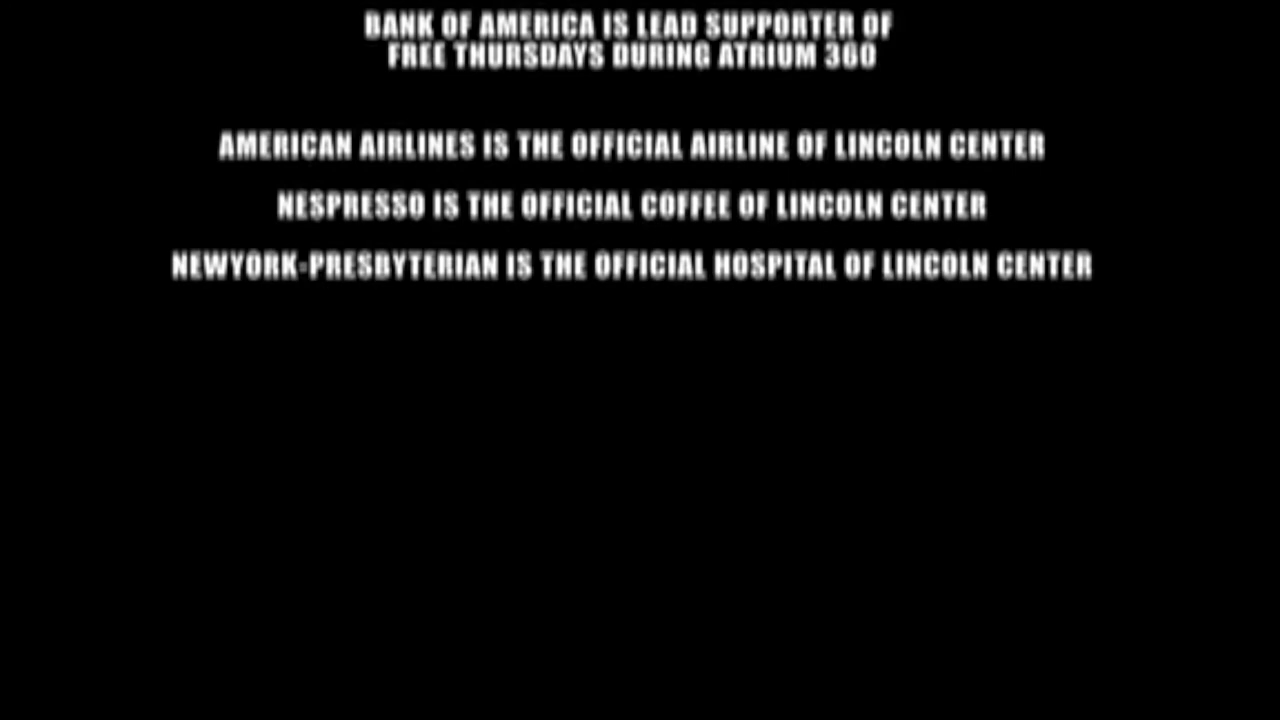 BANK OF AMERICA IS LEAD SUPPORTER OF
FREE THURSDAYS DURING ATRIUM 360
AMERICAN AIRLINES IS THE OFFICIAL AIRLINE OF LINCOLN CENTER
NESPRESSO IS THE OFFICIAL COFFEE OF LINCOLN CENTER
NEWYORK-PRESBYTERIAN IS THE OFFICIAL HOSPITAL OF LINCOLN CENTER